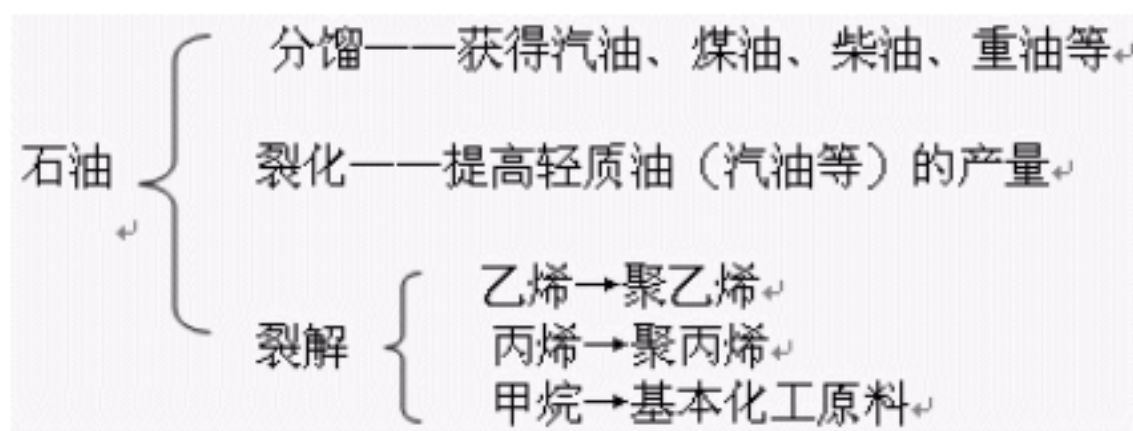 分馏——获得汽油、煤油、柴油、重油等
石油
裂化——提高轻质油（汽油等）的产量
裂解
乙烯→聚乙烯
丙烯→聚丙烯
甲烷→基本化工原料